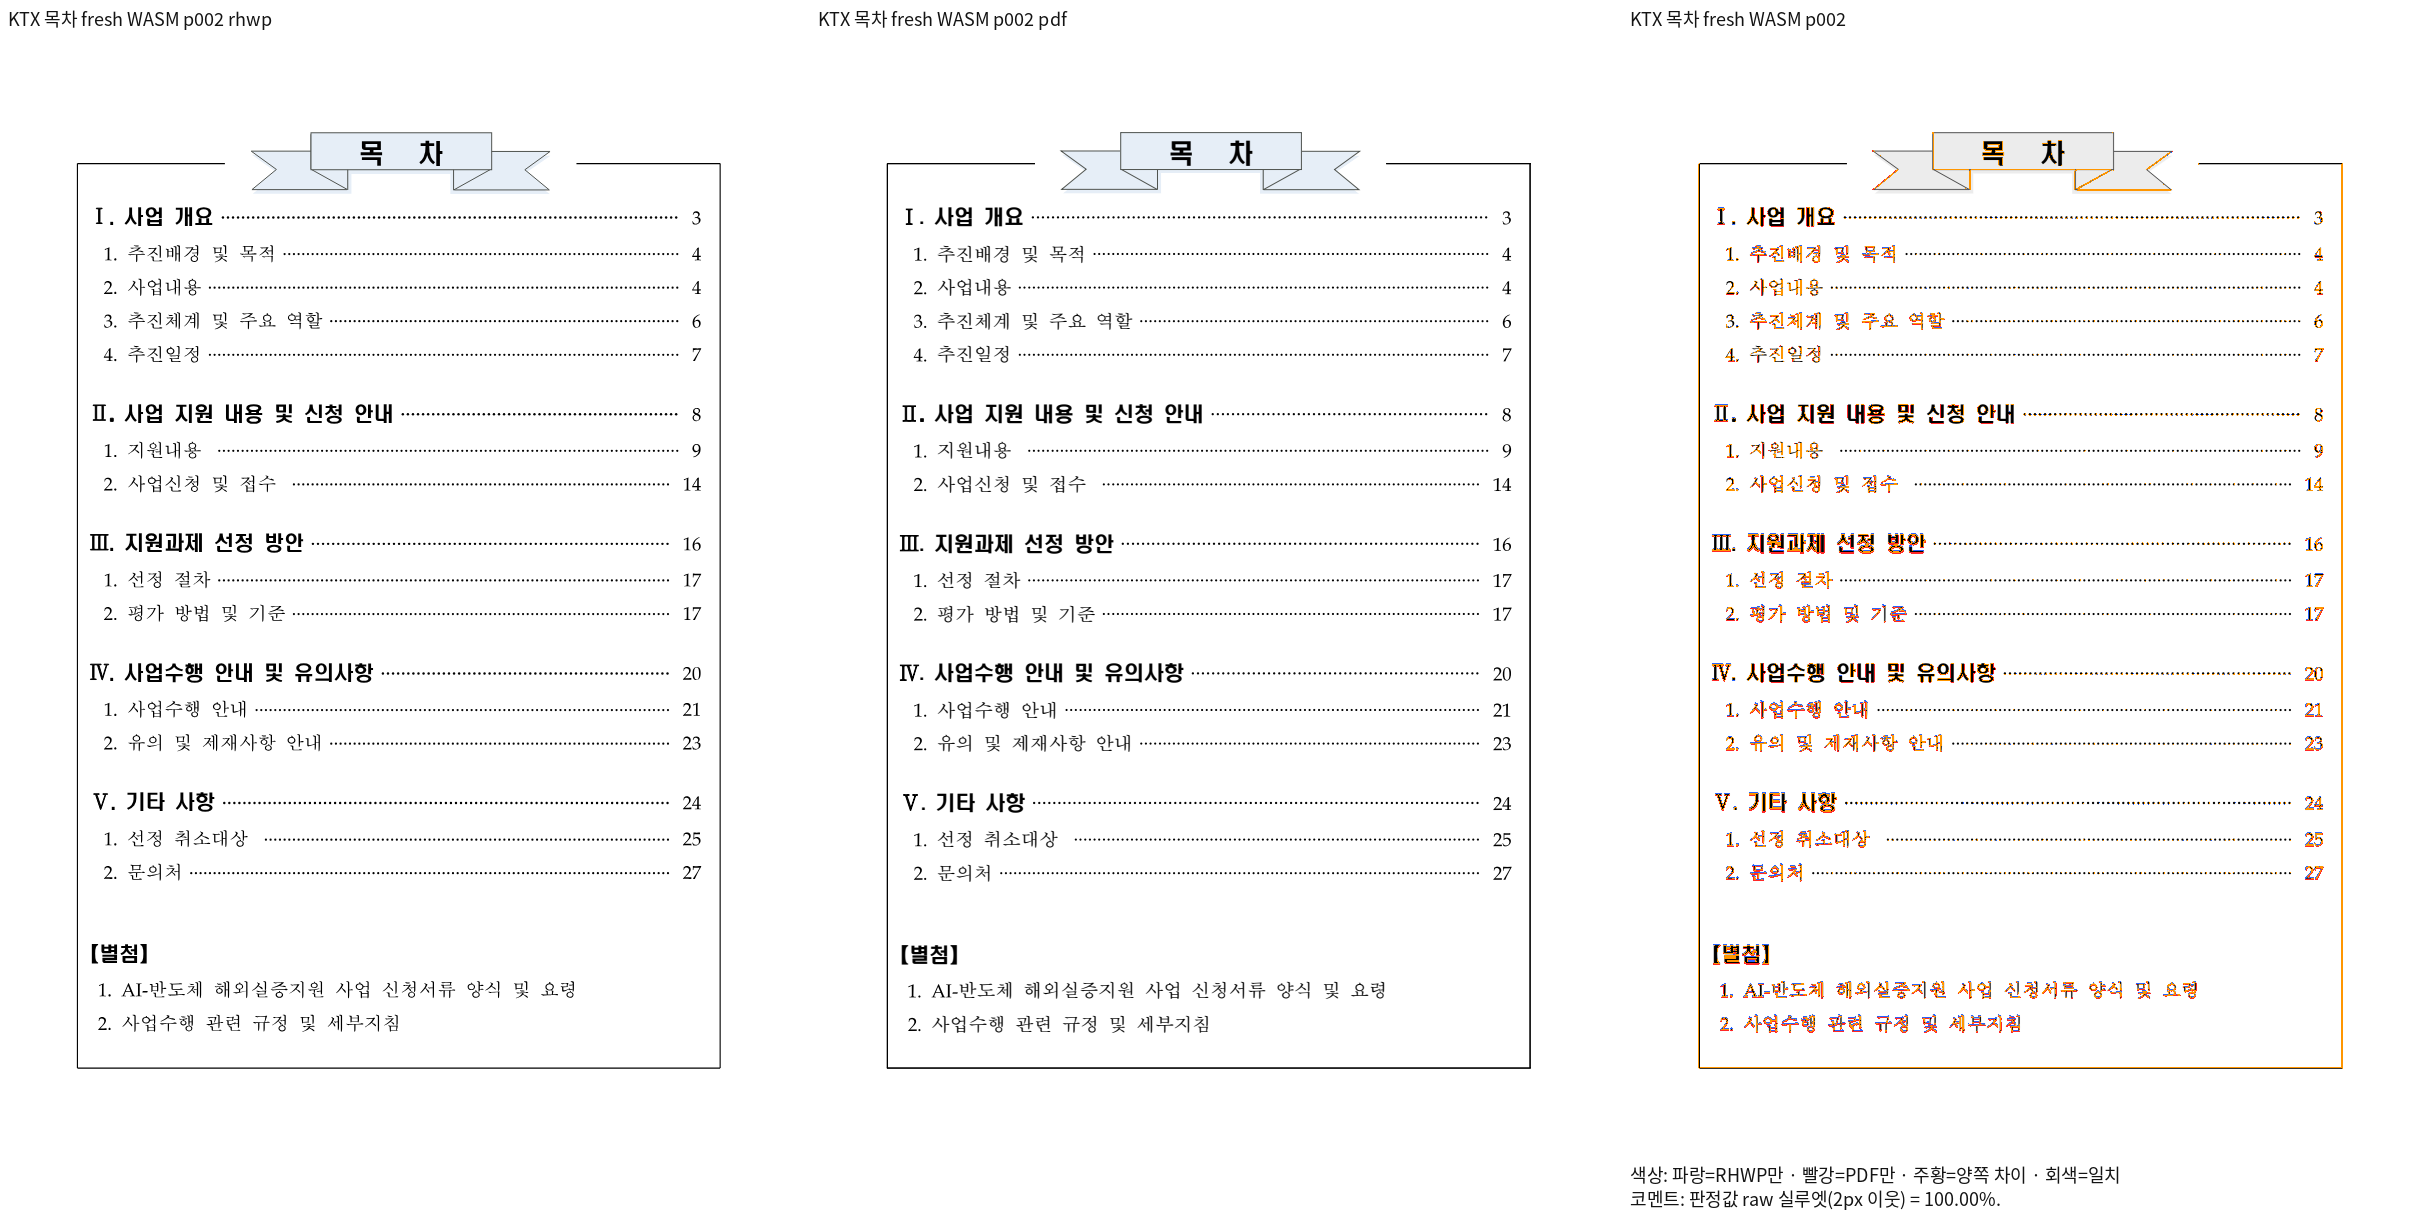 KTX 목차 fresh WASM p002 rhwp
목 차
Ⅰ. 사업 개요 3
1. 추진배경 및 목적 4
2. 사업내용 4
3. 추진체계 및 주요 역할 6
4. 추진일정 7
Ⅱ. 사업 지원 내용 및 신청 안내 8
1. 지원내용 9
2. 사업신청 및 접수 14
Ⅲ. 지원과제 선정 방안 16
1. 선정 절차 17
2. 평가 방법 및 기준 17
Ⅳ. 사업수행 안내 및 유의사항 20
1. 사업수행 안내 21
2. 유의 및 제재사항 안내 23
Ⅴ. 기타 사항 24
1. 선정 취소대상 25
2. 문의처 27
【별첨】
1. AI-반도체 해외실증지원 사업 신청서류 양식 및 요령
2. 사업수행 관련 규정 및 세부지침
KTX 목차 fresh WASM p002 pdf
목 차
Ⅰ. 사업 개요 3
1. 추진배경 및 목적 4
2. 사업내용 4
3. 추진체계 및 주요 역할 6
4. 추진일정 7
Ⅱ. 사업 지원 내용 및 신청 안내 8
1. 지원내용 9
2. 사업신청 및 접수 14
Ⅲ. 지원과제 선정 방안 16
1. 선정 절차 17
2. 평가 방법 및 기준 17
Ⅳ. 사업수행 안내 및 유의사항 20
1. 사업수행 안내 21
2. 유의 및 제재사항 안내 23
Ⅴ. 기타 사항 24
1. 선정 취소대상 25
2. 문의처 27
【별첨】
1. AI-반도체 해외실증지원 사업 신청서류 양식 및 요령
2. 사업수행 관련 규정 및 세부지침
KTX 목차 fresh WASM p002
목 차
Ⅰ. 사업 개요 3
1. 추진배경 및 목적 4
2. 사업내용 4
3. 추진체계 및 주요 역할 6
4. 추진일정 7
Ⅱ. 사업 지원 내용 및 신청 안내 8
1. 지원내용 9
2. 사업신청 및 접수 14
Ⅲ. 지원과제 선정 방안 16
1. 선정 절차 17
2. 평가 방법 및 기준 17
Ⅳ. 사업수행 안내 및 유의사항 20
1. 사업수행 안내 21
2. 유의 및 제재사항 안내 23
Ⅴ. 기타 사항 24
1. 선정 취소대상 25
2. 문의처 27
【별첨】
1. AI-반도체 해외실증지원 사업 신청서류 양식 및 요령
2. 사업수행 관련 규정 및 세부지침
색상: 파랑=RHWP만 · 빨강=PDF만 · 주황=양쪽 차이 · 회색=일치
코멘트: 판정값 raw 실루엣(2px 이웃) = 100.00%.